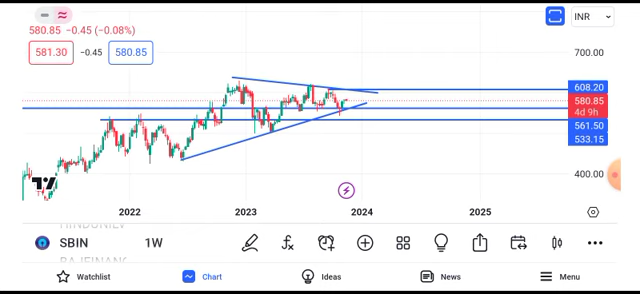 580.85 −0.45 (−0.08%)
INR
581.30 −0.45 580.85
700.00
608.20
580.85
4d 9h
561.50
533.15
400.00
2022 2023 2024 2025
SBIN 1W
Watchlist Chart Ideas News Menu